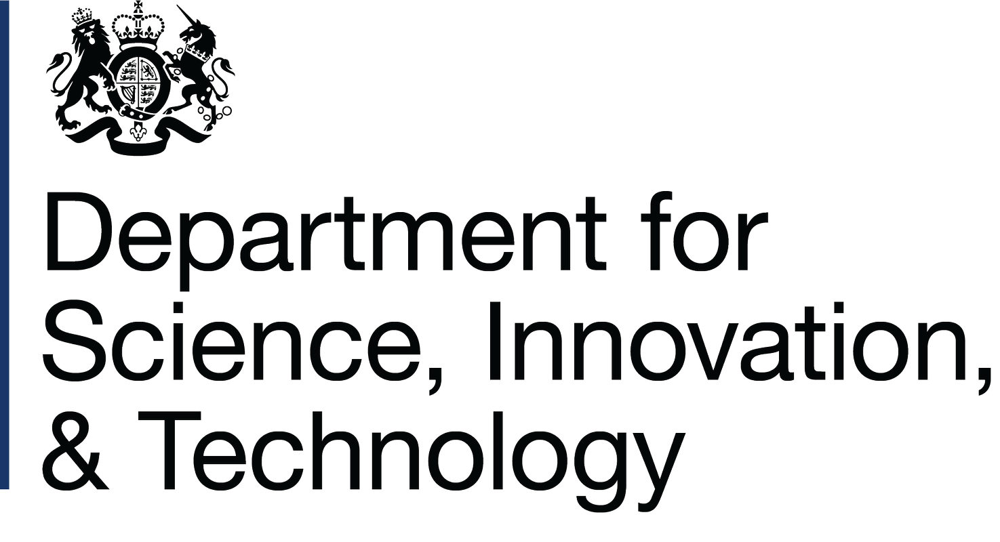 Department for
Science, Innovation,
& Technology